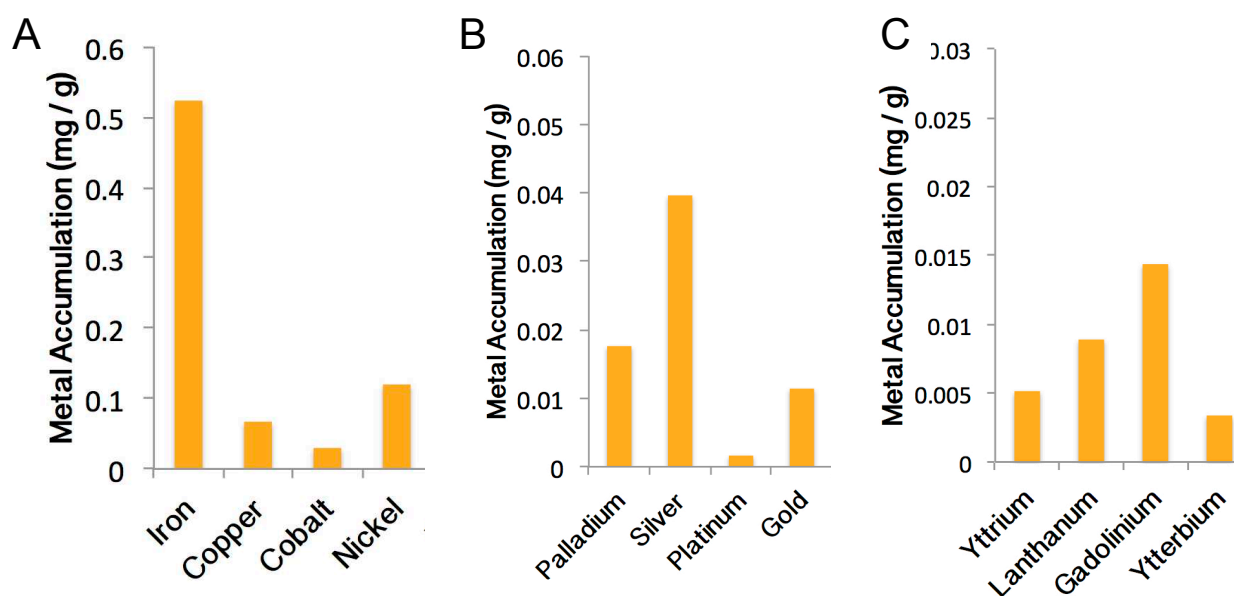 A
Metal Accumulation (mg / g)
0.6
0.5
0.4
0.3
0.2
0.1
0
Iron
Copper
Cobalt
Nickel
B
Metal Accumulation (mg / g)
0.06
0.05
0.04
0.03
0.02
0.01
0
Palladium
Silver
Platinum
Gold
C
Metal Accumulation (mg / g)
0.03
0.025
0.02
0.015
0.01
0.005
0
Yttrium
Lanthanum
Gadolinium
Ytterbium